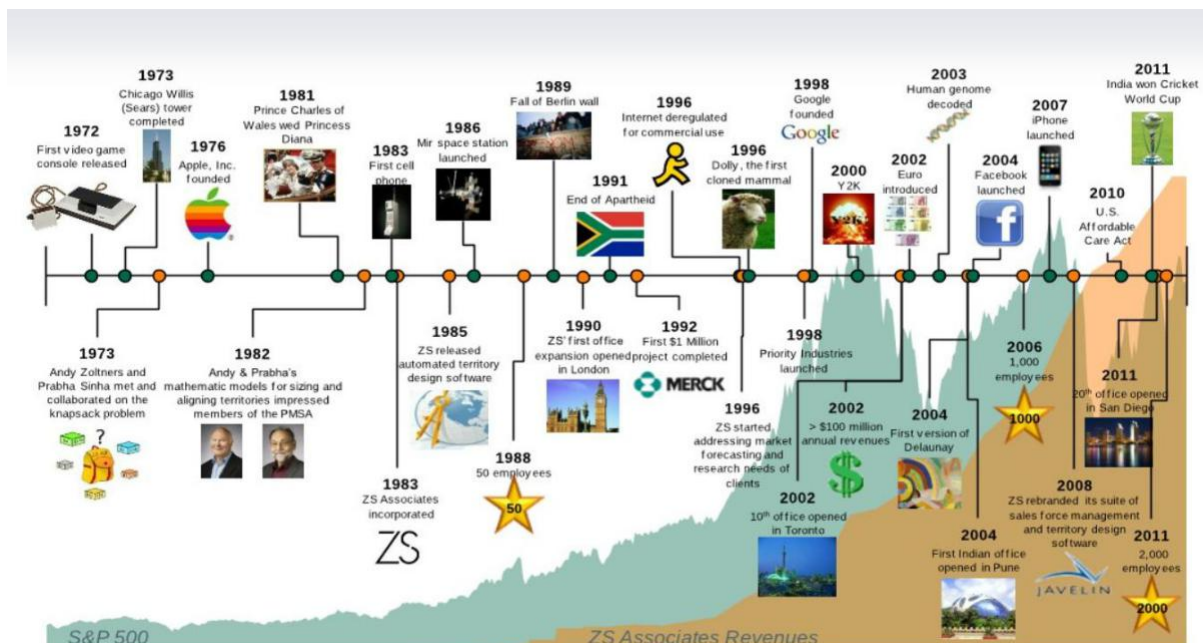 1972
First video game
console released
1973
Chicago Willis
(Sears) tower
completed
1976
Apple, Inc.
founded
1981
Prince Charles of
Wales wed Princess
Diana
1983
First cell
phone
1986
Mir space station
launched
1989
Fall of Berlin wall
1991
End of Apartheid
1996
Internet deregulated
for commercial use
1996
Dolly, the first
cloned mammal
1998
Google
founded
Google
2000
Y2K
Y2K
2002
Euro
introduced
2003
Human genome
decoded
2004
Facebook
launched
f
2007
iPhone
launched
2010
U.S.
Affordable
Care Act
2011
India won Cricket
World Cup
1973
Andy Zoltners and
Prabha Sinha met and
collaborated on the
knapsack problem
?
1982
Andy & Prabha's
mathematic models for sizing and
aligning territories impressed
members of the PMSA
1983
ZS Associates
incorporated
ZS
1985
ZS released
automated territory
design software
1988
50 employees
50
1990
ZS' first office
expansion opened
in London
1992
First $1 Million
project completed
MERCK
1996
ZS started
addressing market
forecasting and
research needs of
clients
1998
Priority Industries
launched
2002
10th office opened
in Toronto
2002
> $100 million
annual revenues
$
2004
First version of
Delaunay
2004
First Indian office
opened in Pune
2006
1,000
employees
1000
2008
ZS rebranded its suite of
sales force management
and territory design
software
JAVELIN
2011
20th office opened
in San Diego
2011
2,000
employees
2000
S&P 500
ZS Associates Revenues